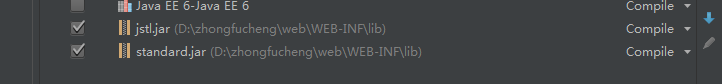 Java EE 6-Java EE 6 Compile
jstl.jar (D:\zhongfucheng\web\WEB-INF\lib) Compile
standard.jar (D:\zhongfucheng\web\WEB-INF\lib) Compile